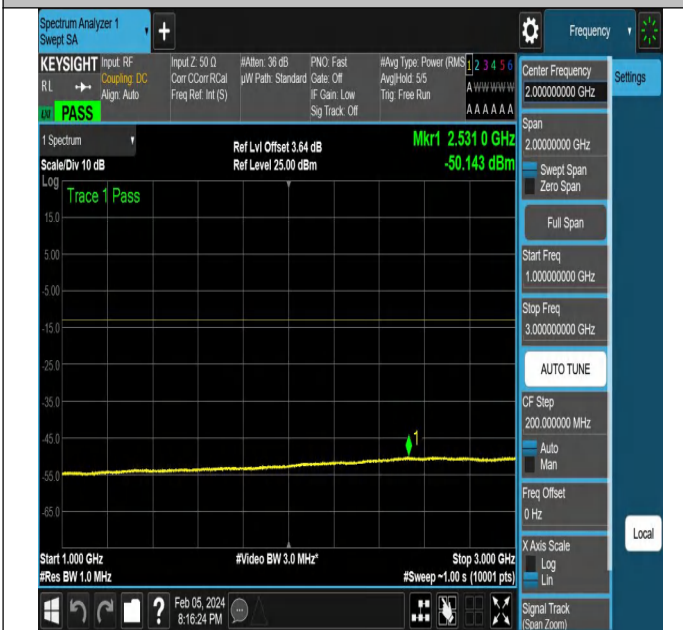 Spectrum Analyzer 1
Swept SA
+
Frequency
KEYSIGHT
RL
LXI
PASS
Input: RF
Coupling: DC
Align: Auto
Input Z: 50 Ω
Corr CCorr RCal
Freq Ref: Int (S)
#Atten: 36 dB
µW Path: Standard
PNO: Fast
Gate: Off
IF Gain: Low
Sig Track: Off
#Avg Type: Power (RMS
Avg|Hold: 5/5
Trig: Free Run
1 2 3 4 5 6
A W W W W W
A A A A A A
1 Spectrum
Scale/Div 10 dB
Log
Ref Lvl Offset 3.64 dB
Ref Level 25.00 dBm
Mkr1 2.531 0 GHz
-50.143 dBm
Trace 1 Pass
15.0
5.00
-5.00
-15.0
-25.0
-35.0
-45.0
-55.0
-65.0
1
Start 1.000 GHz
#Res BW 1.0 MHz
#Video BW 3.0 MHz*
Stop 3.000 GHz
#Sweep ~1.00 s (10001 pts)
?
Feb 05, 2024
8:16:24 PM
Center Frequency
2.000000000 GHz
Settings
Span
2.00000000 GHz
Swept Span
Zero Span
Full Span
Start Freq
1.000000000 GHz
Stop Freq
3.000000000 GHz
AUTO TUNE
CF Step
200.000000 MHz
Auto
Man
Freq Offset
0 Hz
X Axis Scale
Log
Lin
Local
Signal Track
(Span Zoom)